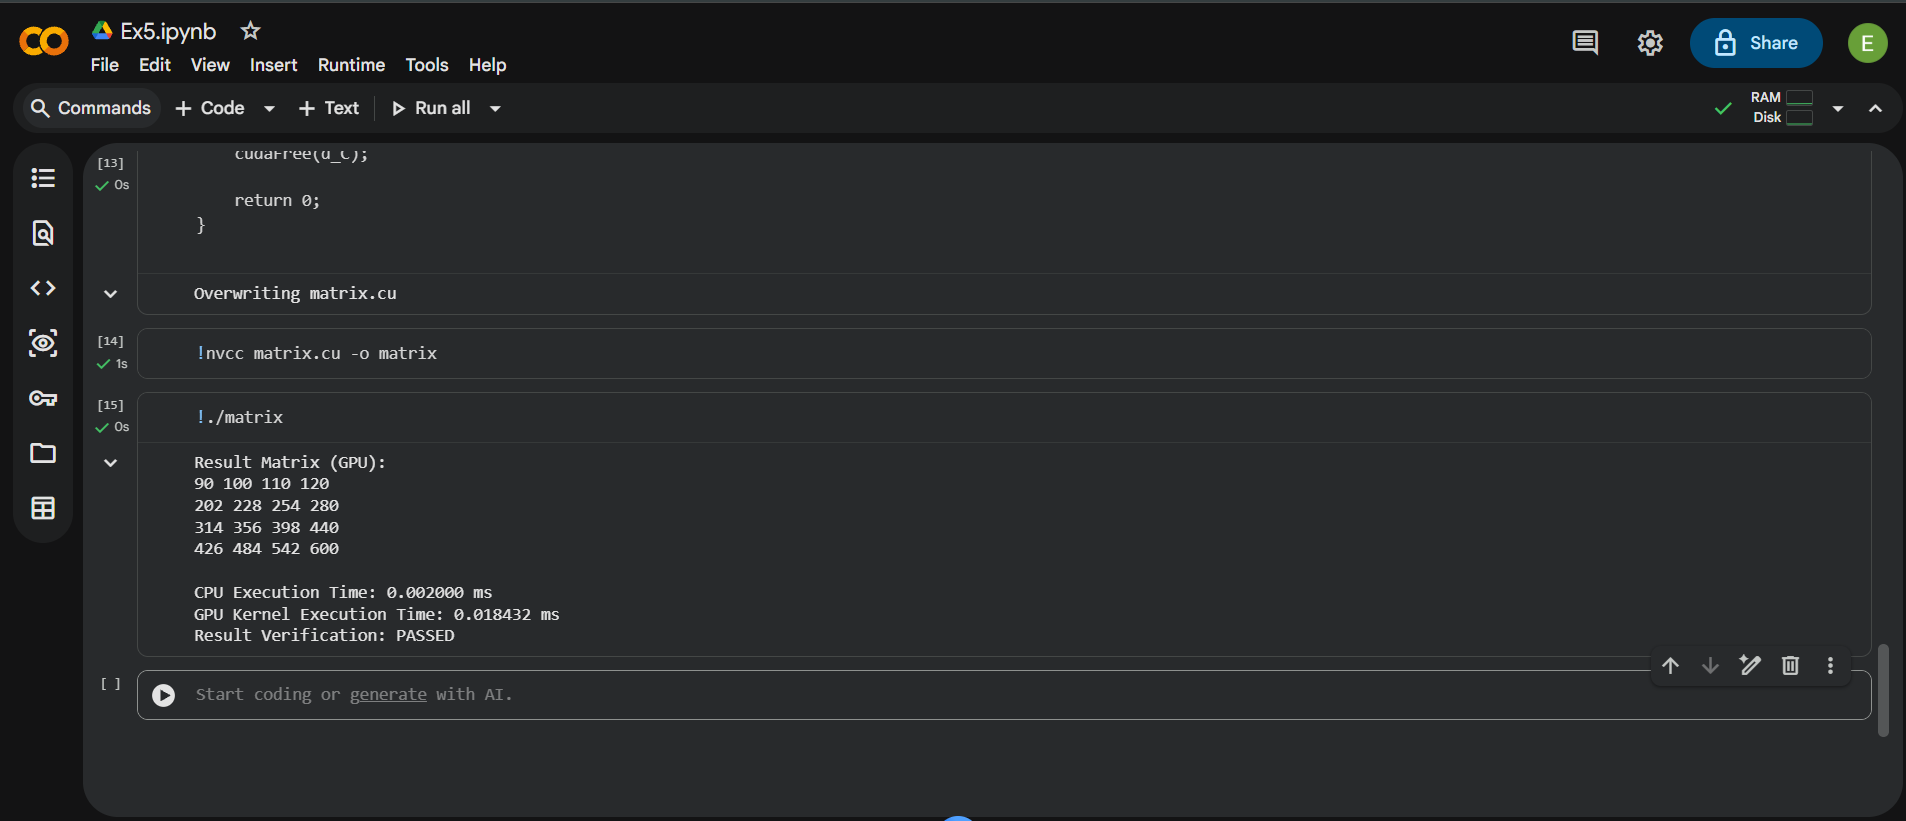 Ex5.ipynb
File Edit View Insert Runtime Tools Help
Share
E
Commands + Code + Text Run all
RAM
Disk
[13]
cudaFree(d_C);
0s
return 0;
}
Overwriting matrix.cu
[14]
!nvcc matrix.cu -o matrix
1s
[15]
!./matrix
0s
Result Matrix (GPU):
90 100 110 120
202 228 254 280
314 356 398 440
426 484 542 600
CPU Execution Time: 0.002000 ms
GPU Kernel Execution Time: 0.018432 ms
Result Verification: PASSED
[ ]
Start coding or generate with AI.